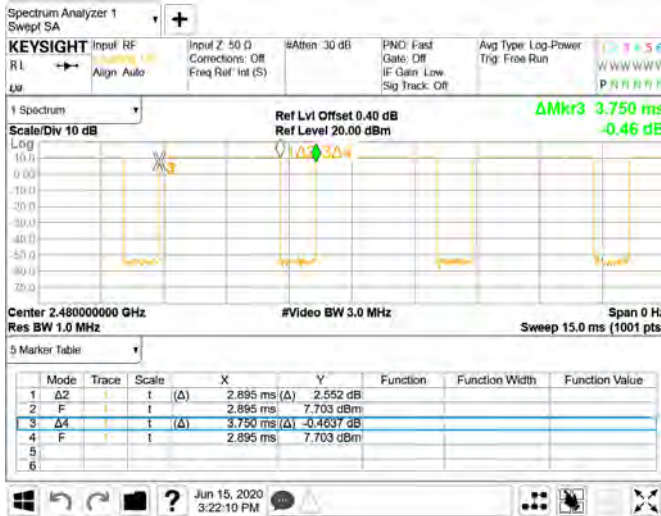 Spectrum Analyzer 1
Swept SA
+
KEYSIGHT Input: RF Input Z: 50 Ω #Atten: 30 dB PNO: Fast Avg Type: Log-Power
RL Corrections: Off Gate: Off Trig: Free Run
Align: Auto Freq Ref: Int (S) IF Gain: Low WWWWWW
Sig Track: Off P N N N N N
1 Spectrum
Ref Lvl Offset 0.40 dB
ΔMkr3 3.750 ms
Scale/Div 10 dB
Ref Level 20.00 dBm
-0.46 dB
Log
10.0
0.00
-10.0
-20.0
-30.0
-40.0
-50.0
-60.0
-70.0
Center 2.480000000 GHz #Video BW 3.0 MHz Span 0 Hz
Res BW 1.0 MHz Sweep 15.0 ms (1001 pts
5 Marker Table
Mode Trace Scale X Y Function Function Width Function Value
1 Δ2 1 t (Δ) 2.895 ms (Δ) 2.552 dB
2 F 1 t 2.895 ms 7.703 dBm
3 Δ4 1 t (Δ) 3.750 ms (Δ) -0.4637 dB
4 F 1 t 2.895 ms 7.703 dBm
5
6
? Jun 15, 2020
3:22:10 PM